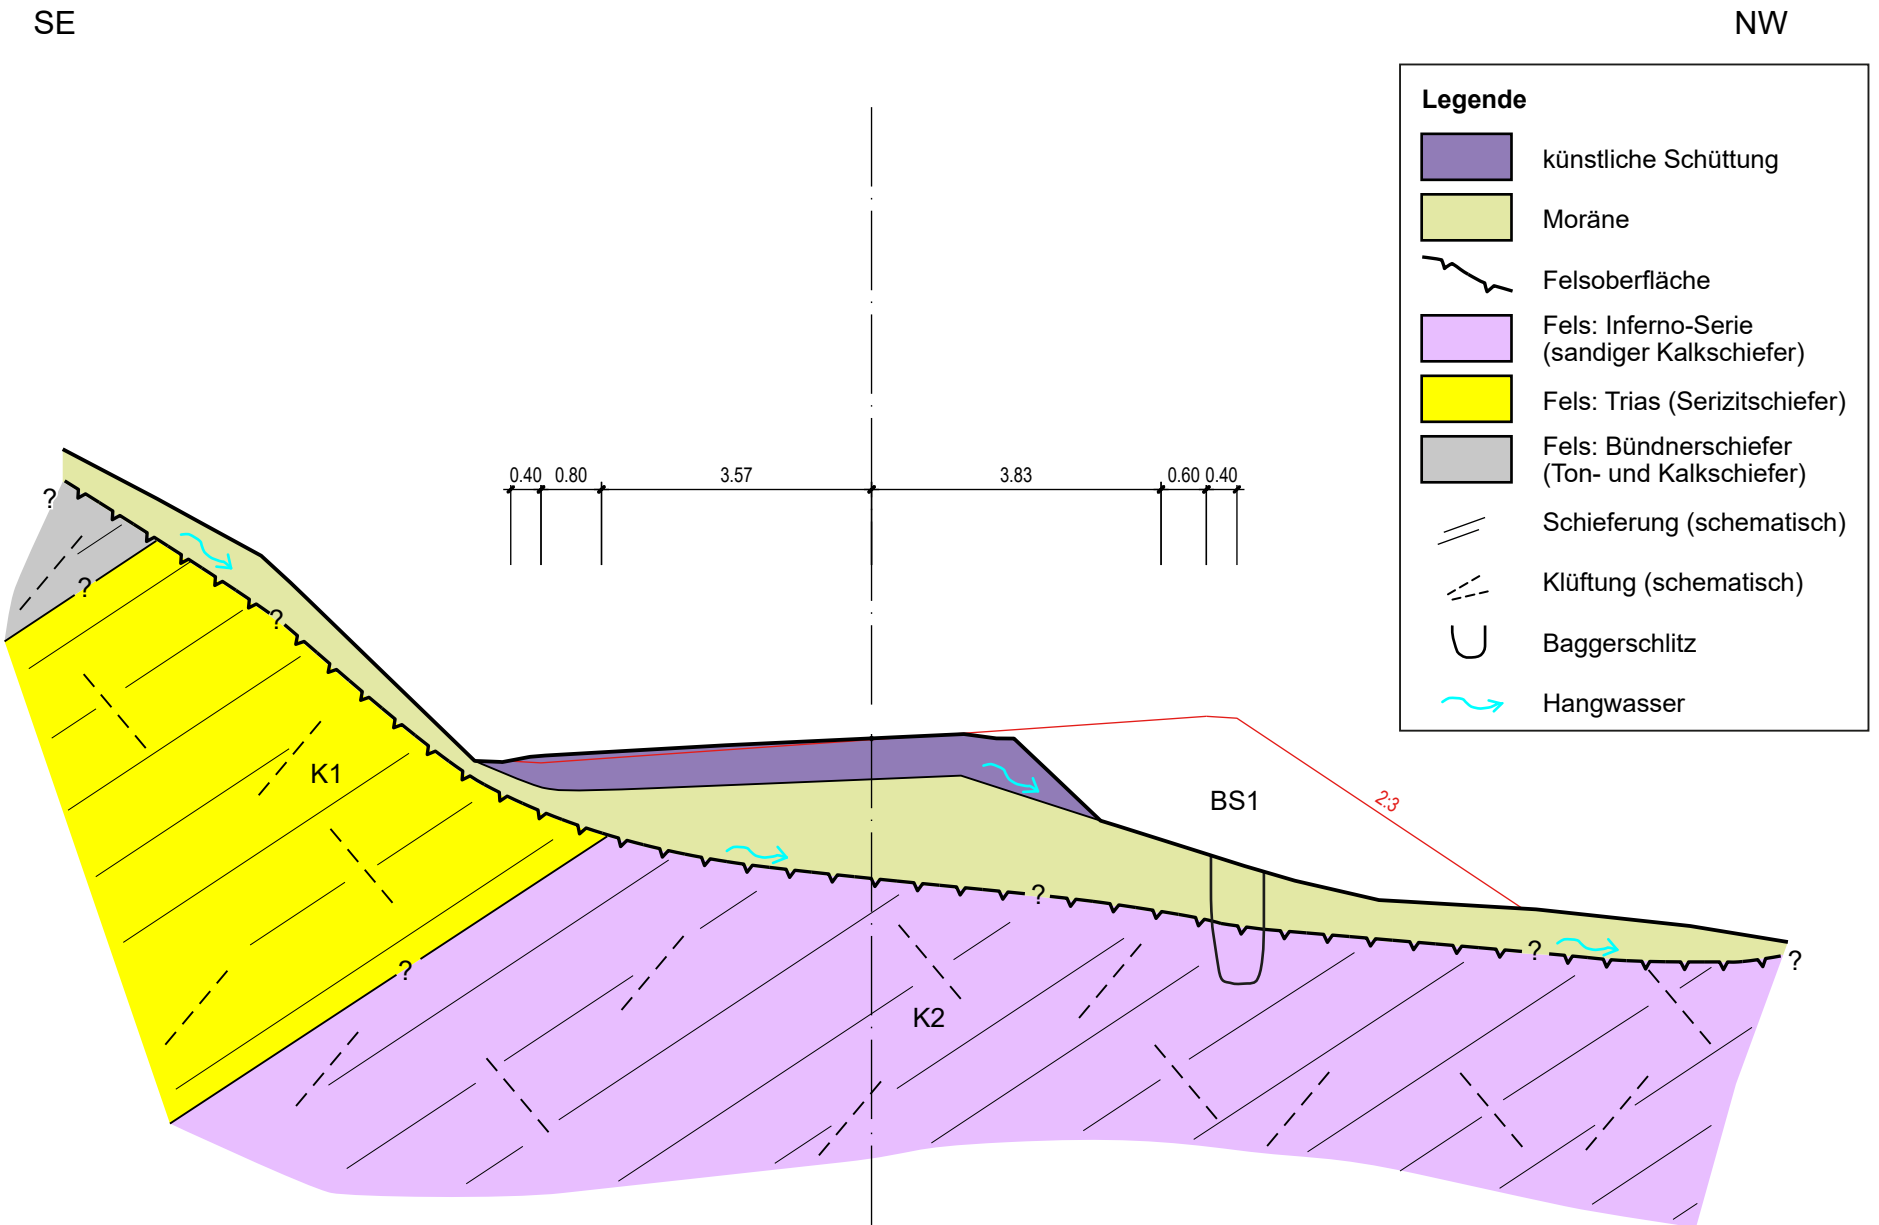 SE
NW
Legende
künstliche Schüttung
Moräne
Felsoberfläche
Fels: Inferno-Serie
(sandiger Kalkschiefer)
Fels: Trias (Serizitschiefer)
Fels: Bündnerschiefer
(Ton- und Kalkschiefer)
Schieferung (schematisch)
Klüftung (schematisch)
Baggerschlitz
Hangwasser
0.40 0.80 3.57 3.83 0.60 0.40
?
?
?
K1
BS1
2:3
?
?
?
?
K2